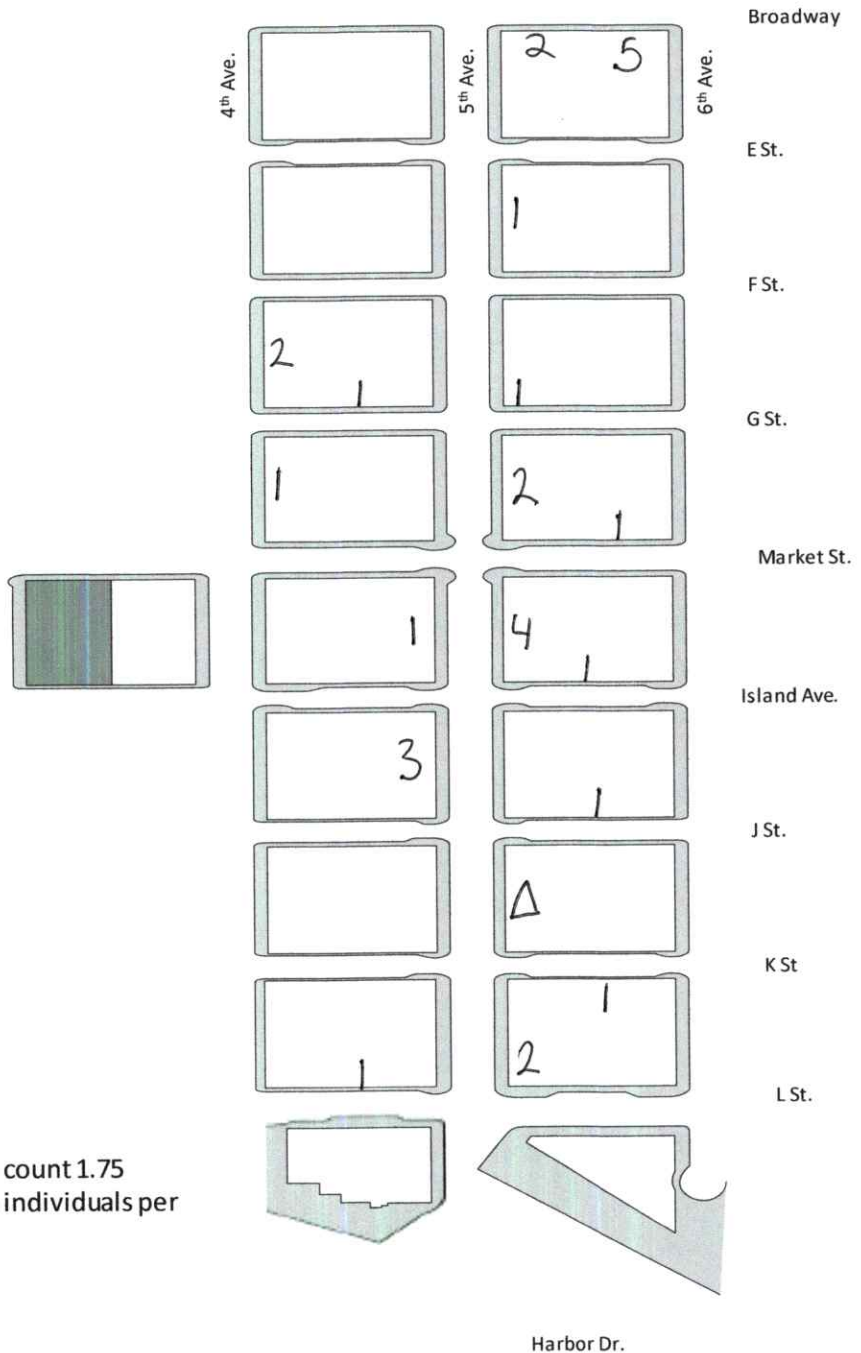 Broadway
4th Ave.
5th Ave.
6th Ave.
2 5
E St.
1
F St.
2
1
1
G St.
1
2
1
Market St.
1
4
1
Island Ave.
3
1
J St.
Δ
K St
1
2
1
L St.
count 1.75
individuals per
Harbor Dr.